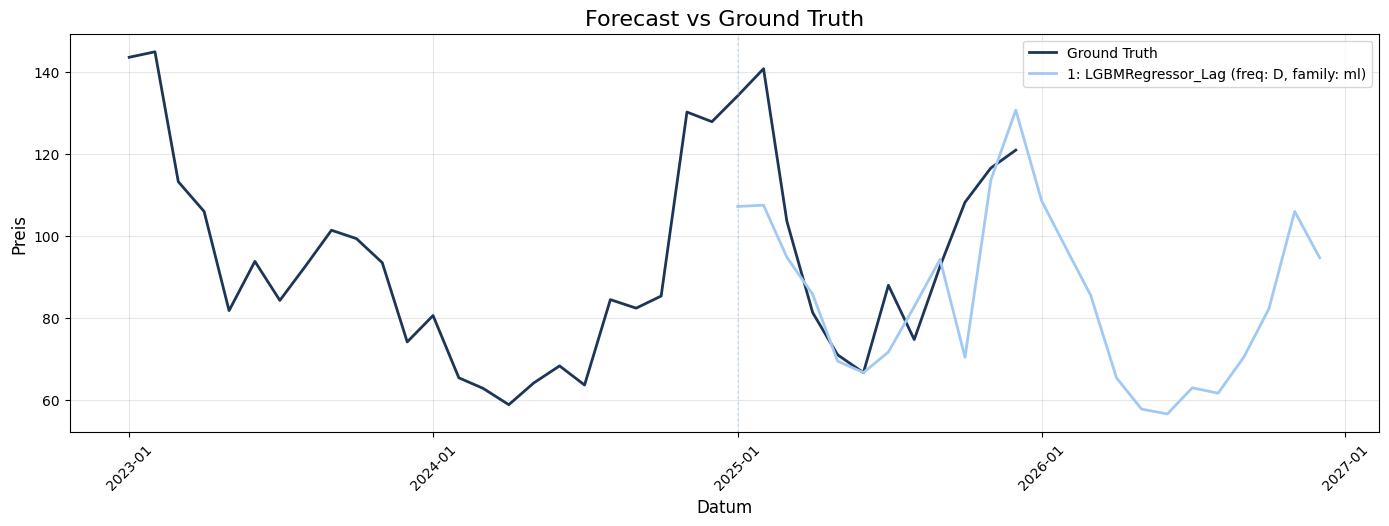 Forecast vs Ground Truth
Ground Truth
1: LGBMRegressor_Lag (freq: D, family: ml)
Preis
140
120
100
80
60
2023-01
2024-01
2025-01
2026-01
2027-01
Datum